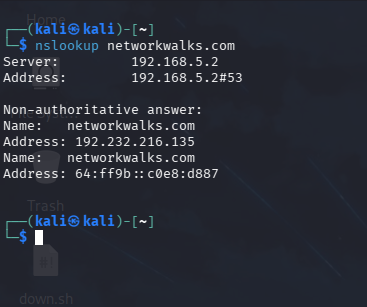 ┌──(kali㉿kali)-[~]
└─$ nslookup networkwalks.com
Server:         192.168.5.2
Address:        192.168.5.2#53

Non-authoritative answer:
Name:   networkwalks.com
Address: 192.232.216.135
Name:   networkwalks.com
Address: 64:ff9b::c0e8:d887

┌──(kali㉿kali)-[~]
└─$
Trash
down.sh